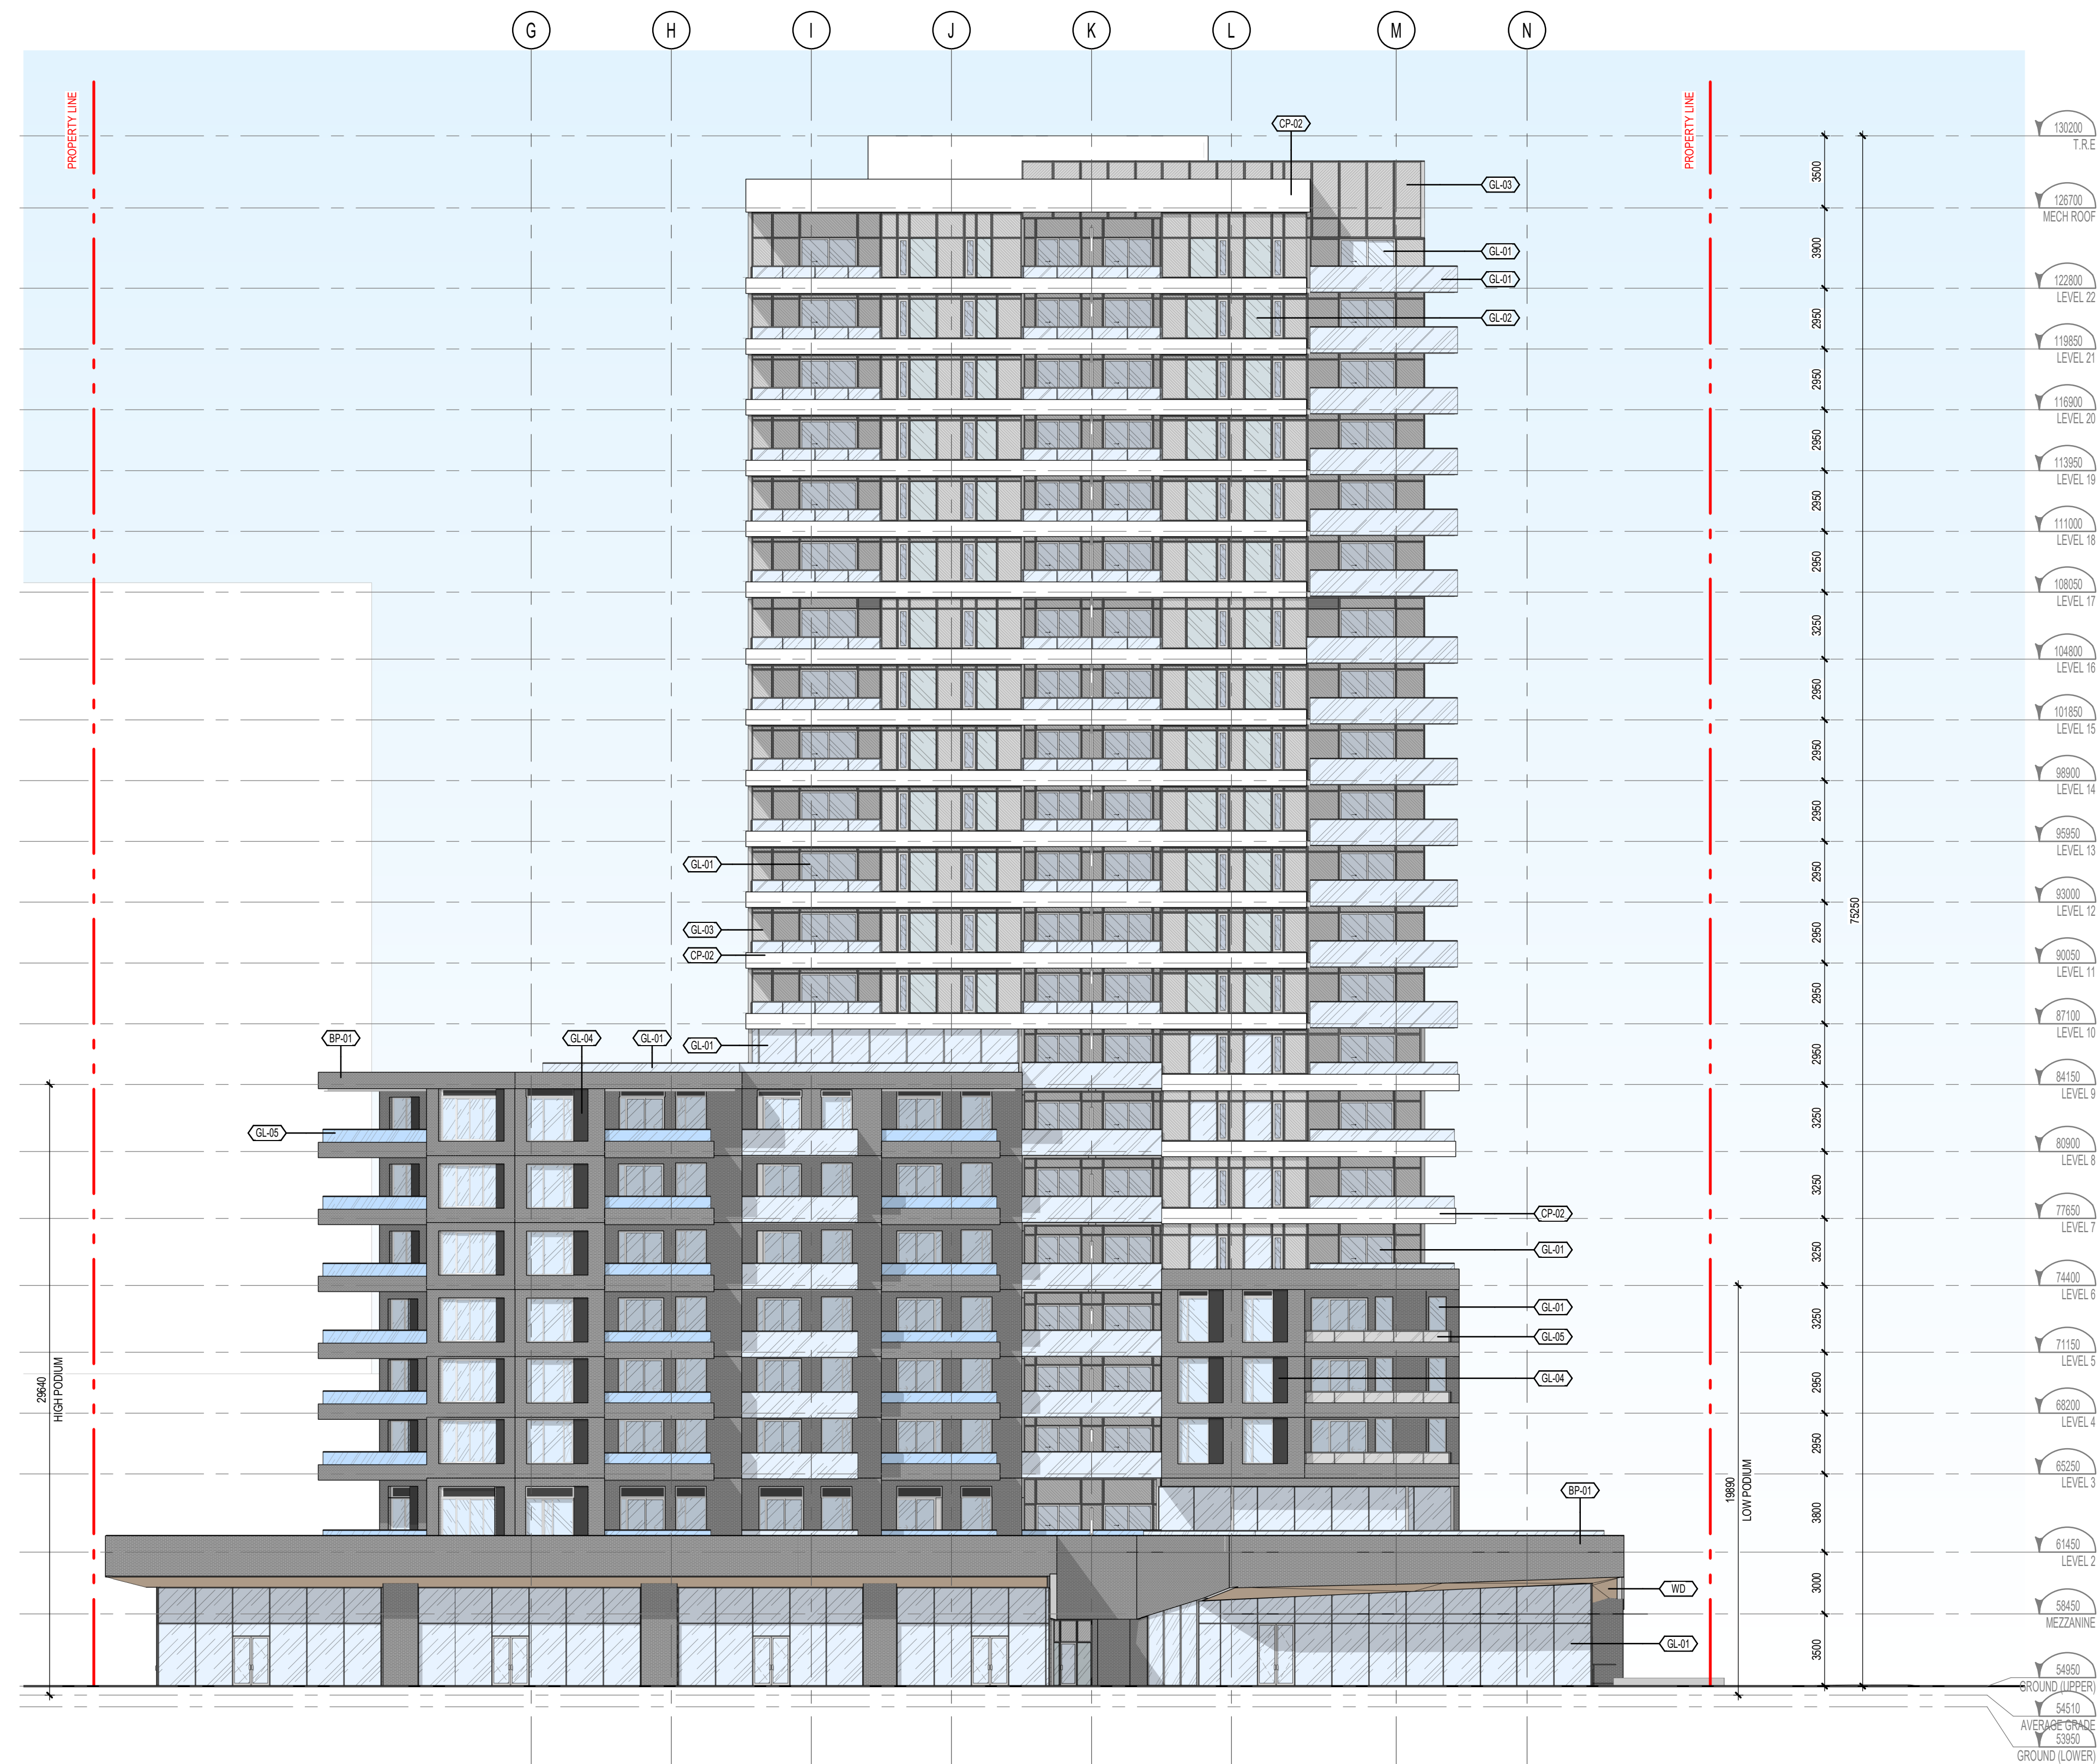 G
H
I
J
K
L
M
N
PROPERTY LINE
PROPERTY LINE
CP-02
GL-03
GL-01
GL-01
GL-02
GL-01
GL-03
CP-02
BP-01
GL-04
GL-01
GL-01
GL-05
CP-02
GL-01
GL-01
GL-05
GL-04
BP-01
WD
GL-01
29640
HIGH PODIUM
19890
LOW PODIUM
75250
3500
3900
2950
2950
2950
2950
2950
3250
2950
2950
2950
2950
2950
2950
2950
3250
3250
3250
3250
2950
2950
3800
3000
3500
130200
T.R.E
126700
MECH ROOF
122800
LEVEL 22
119850
LEVEL 21
116900
LEVEL 20
113950
LEVEL 19
111000
LEVEL 18
108050
LEVEL 17
104800
LEVEL 16
101850
LEVEL 15
98900
LEVEL 14
95950
LEVEL 13
93000
LEVEL 12
90050
LEVEL 11
87100
LEVEL 10
84150
LEVEL 9
80900
LEVEL 8
77650
LEVEL 7
74400
LEVEL 6
71150
LEVEL 5
68200
LEVEL 4
65250
LEVEL 3
61450
LEVEL 2
58450
MEZZANINE
54950
GROUND (UPPER)
54510
AVERAGE GRADE
53950
GROUND (LOWER)